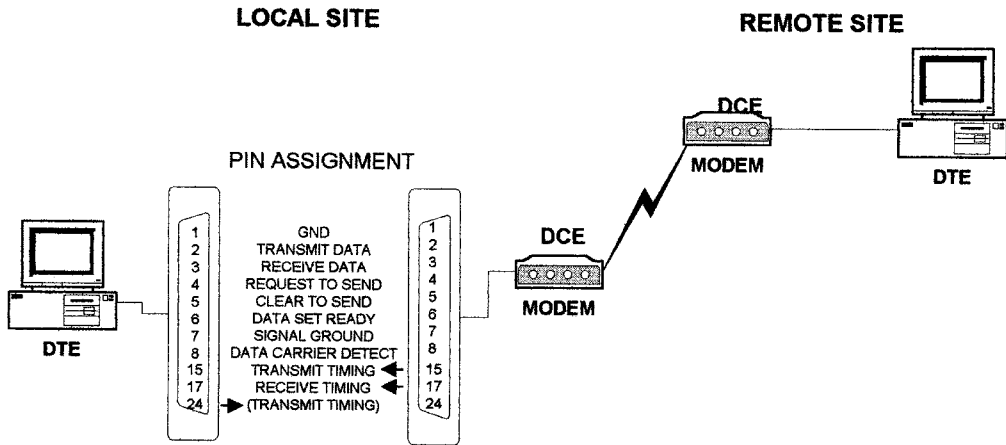 LOCAL SITE
REMOTE SITE
DCE
MODEM
DTE
PIN ASSIGNMENT
1 GND 1
2 TRANSMIT DATA 2
3 RECEIVE DATA 3
4 REQUEST TO SEND 4
5 CLEAR TO SEND 5
6 DATA SET READY 6
7 SIGNAL GROUND 7
8 DATA CARRIER DETECT 8
15 TRANSMIT TIMING 15
17 RECEIVE TIMING 17
24 (TRANSMIT TIMING) 24
DTE
DCE
MODEM